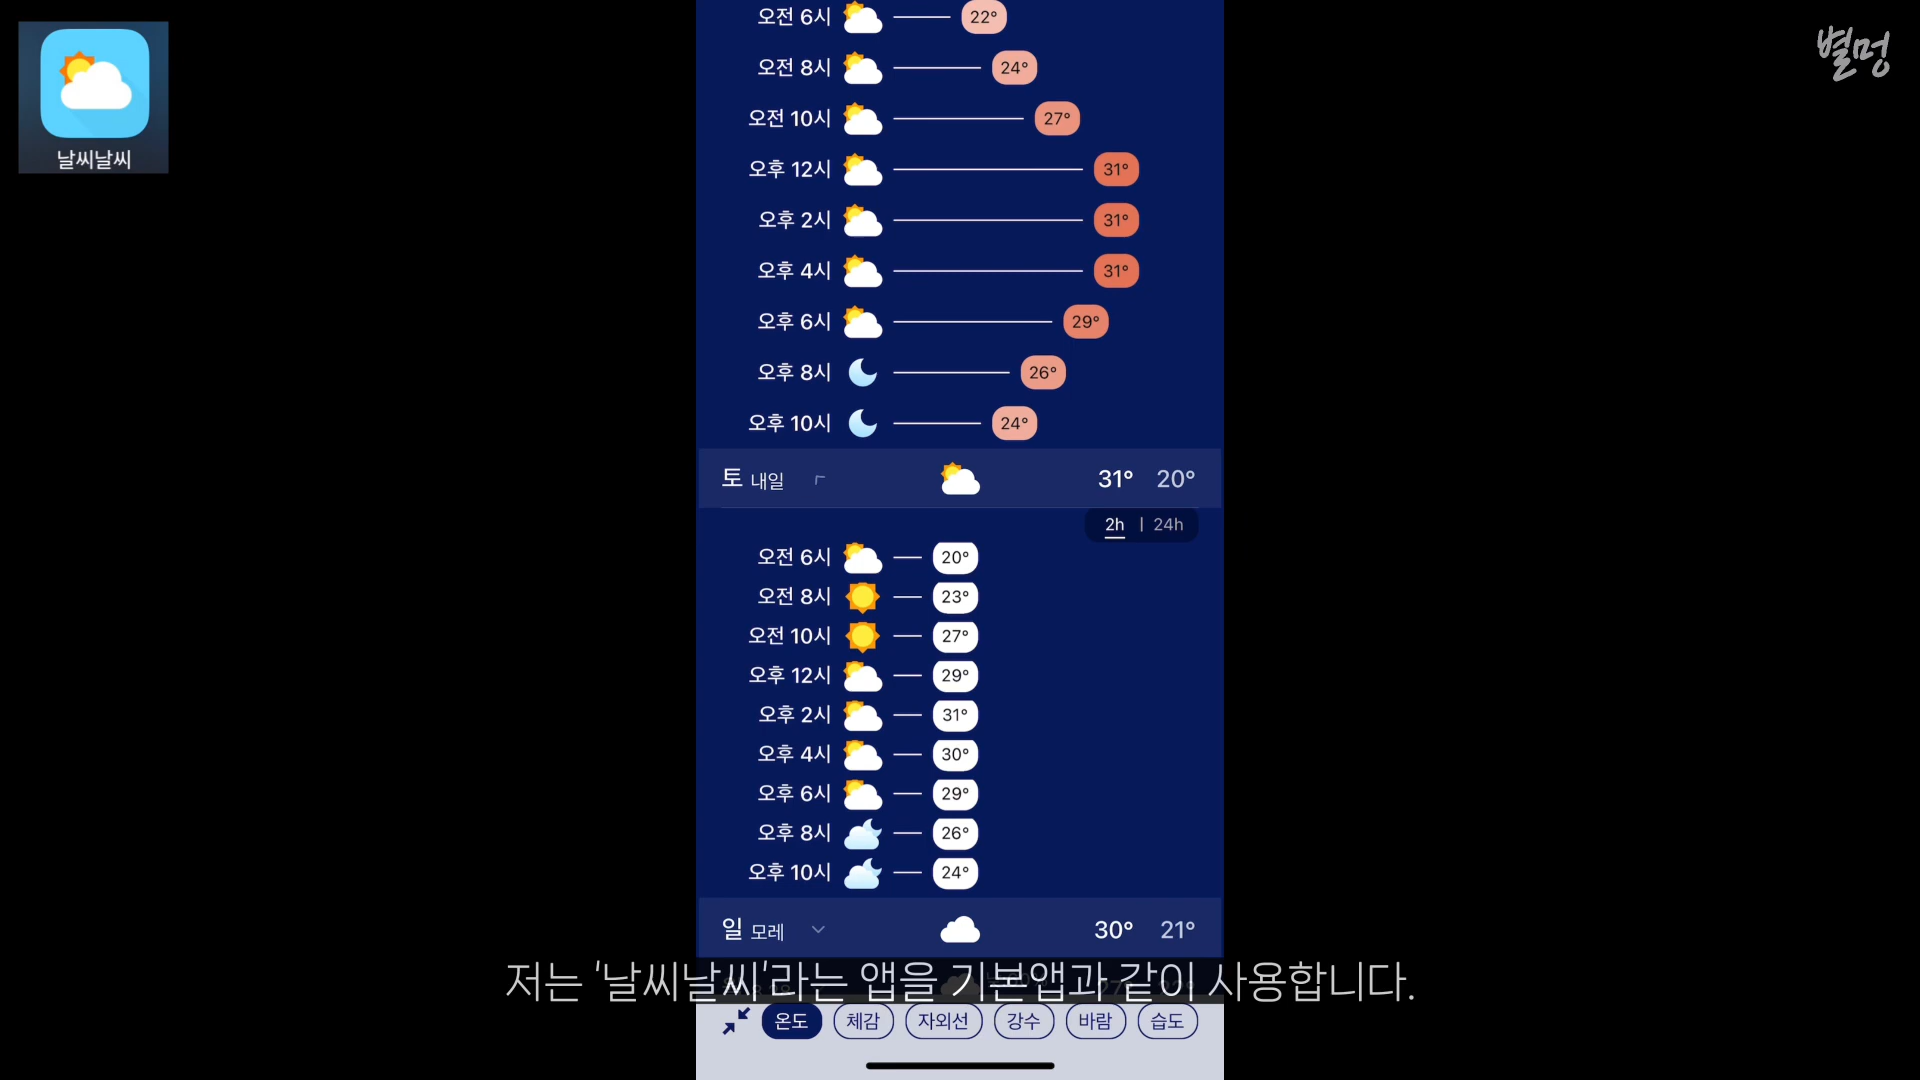 날씨날씨
별멍
오전 6시 22°
오전 8시 24°
오전 10시 27°
오후 12시 31°
오후 2시 31°
오후 4시 31°
오후 6시 29°
오후 8시 26°
오후 10시 24°
토 내일 31° 20°
2h | 24h
오전 6시 20°
오전 8시 23°
오전 10시 27°
오후 12시 29°
오후 2시 31°
오후 4시 30°
오후 6시 29°
오후 8시 26°
오후 10시 24°
일 모레 30° 21°
저는 '날씨날씨'라는 앱을 기본앱과 같이 사용합니다.
온도 체감 자외선 강수 바람 습도